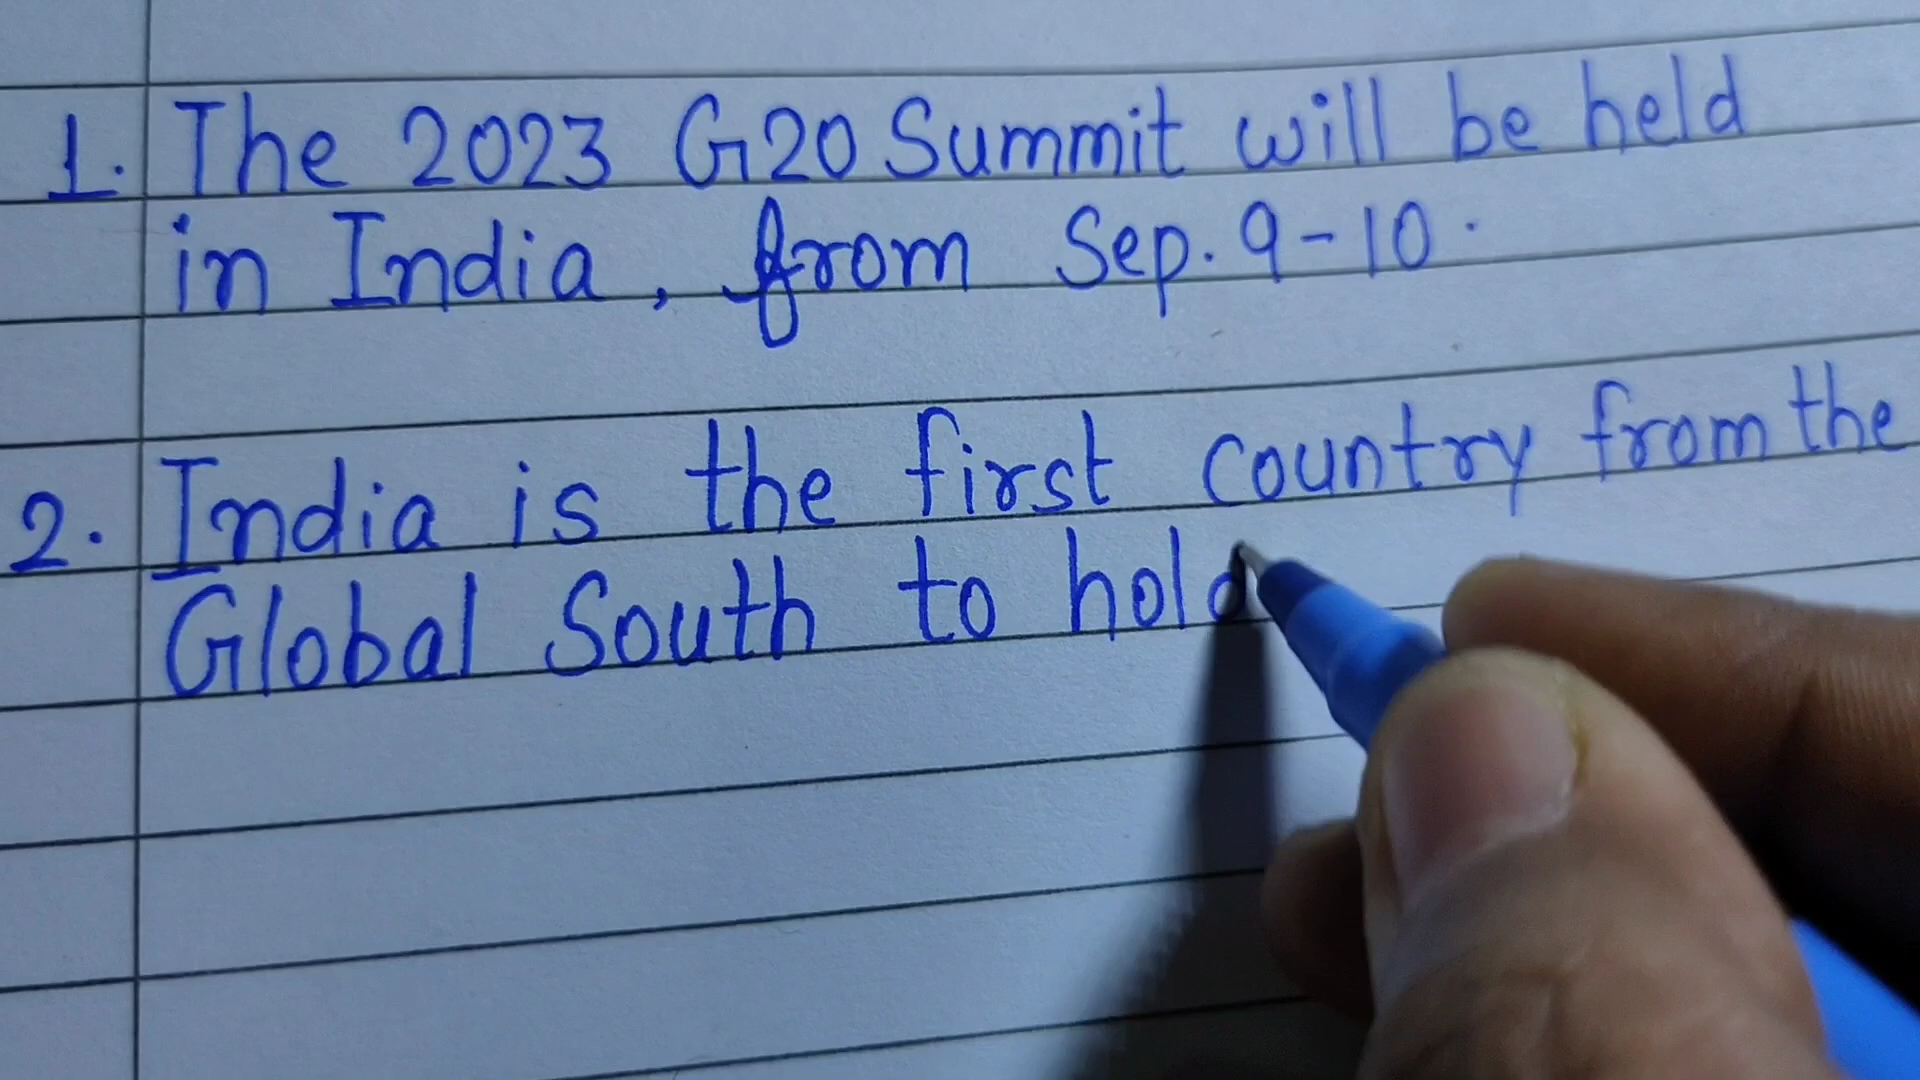 1. The 2023 G20 Summit will be held
in India, from Sep. 9-10.
2. India is the first country from the
Global South to hold